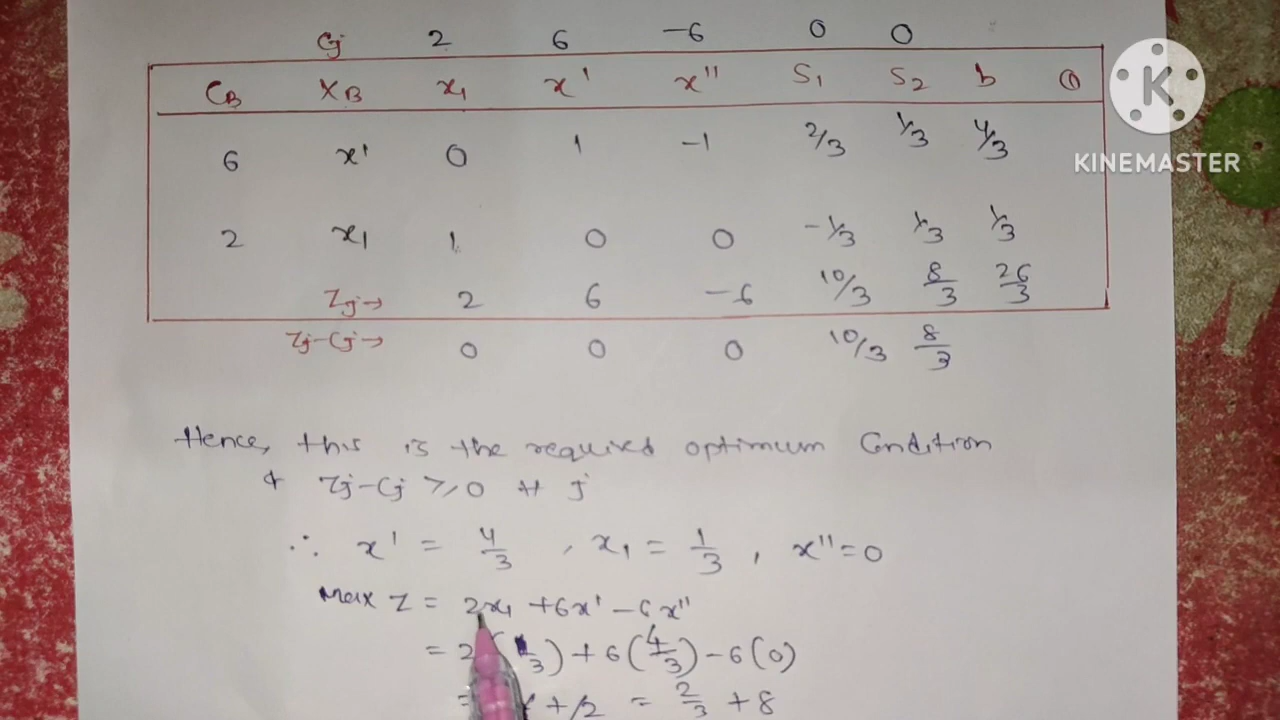 Cj 2 6 -6 0 0
CB XB x1 x' x'' S1 S2 b θ
6 x' 0 1 -1 2/3 1/3 4/3
2 x1 1 0 0 -1/3 1/3 1/3
Zj→ 2 6 -6 10/3 8/3 26/3
Zj-Cj→ 0 0 0 10/3 8/3
Hence, this is the required optimum Condition
& Zj-Cj ≥0 ∀ j
∴ x' = 4/3 , x1 = 1/3 , x''=0
Max Z = 2x1 +6x' -6x''
= 2(1/3)+6(4/3)-6(0)
= 2/3 + 8
K
KINEMASTER